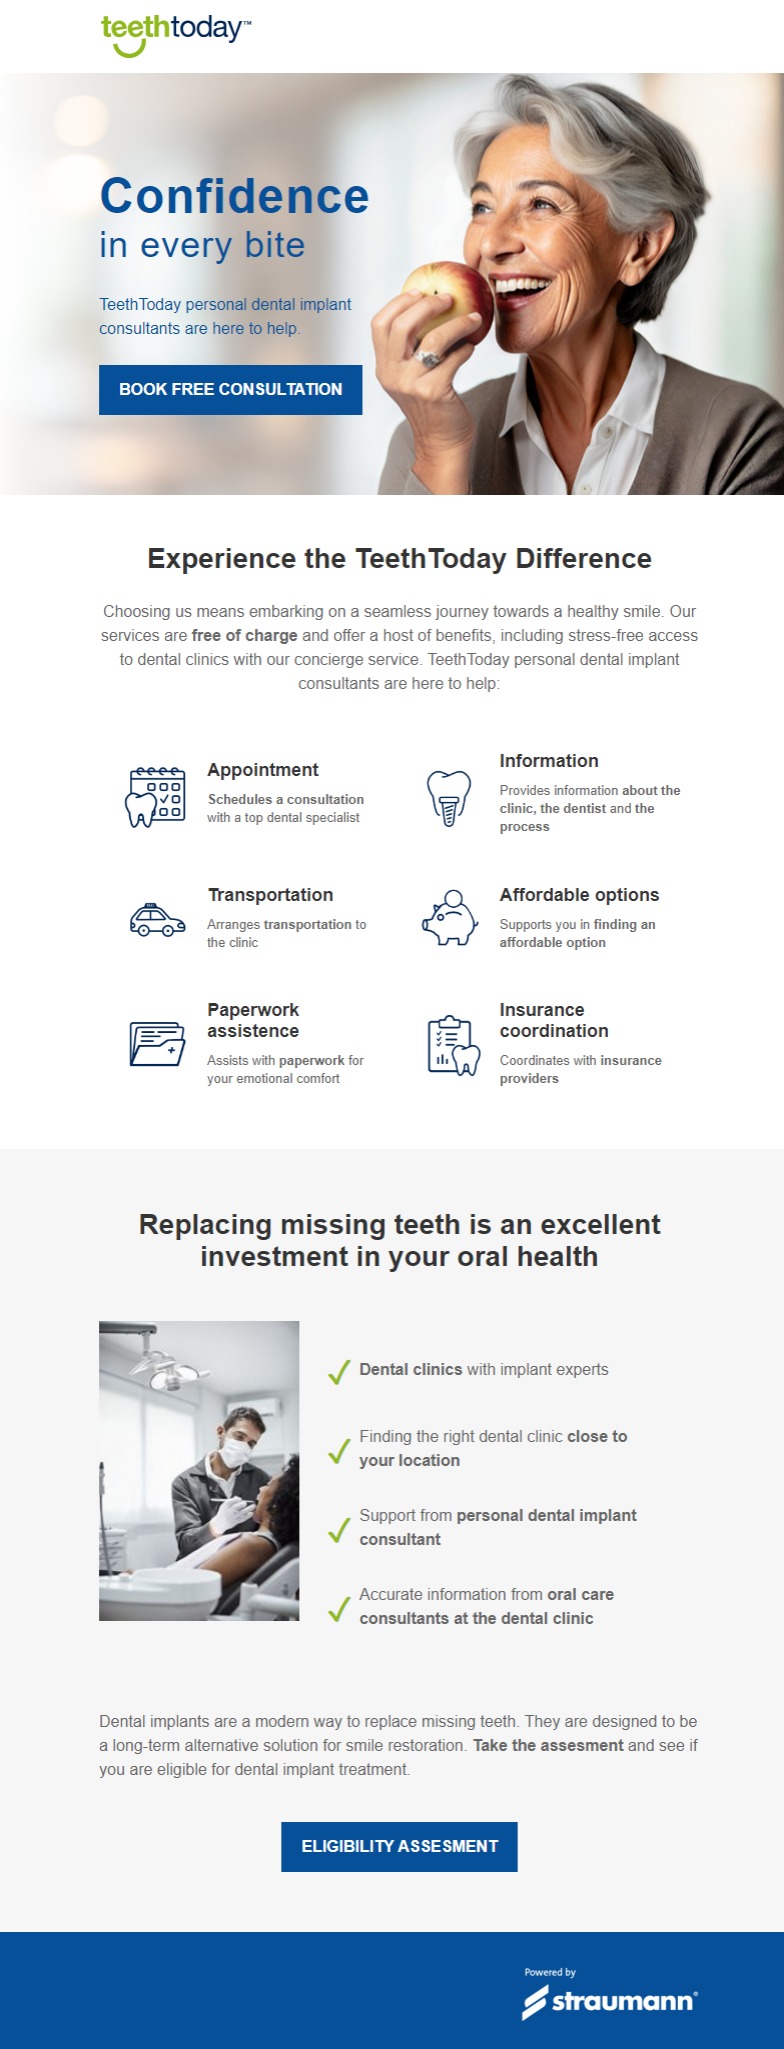 teethtoday™
Confidence
in every bite
TeethToday personal dental implant
consultants are here to help.
BOOK FREE CONSULTATION
Experience the TeethToday Difference
Choosing us means embarking on a seamless journey towards a healthy smile. Our
services are free of charge and offer a host of benefits, including stress-free access
to dental clinics with our concierge service. TeethToday personal dental implant
consultants are here to help:
Appointment
Schedules a consultation
with a top dental specialist
Information
Provides information about the
clinic, the dentist and the
process
Transportation
Arranges transportation to
the clinic
Affordable options
Supports you in finding an
affordable option
Paperwork
assistence
Assists with paperwork for
your emotional comfort
Insurance
coordination
Coordinates with insurance
providers
Replacing missing teeth is an excellent
investment in your oral health
Dental clinics with implant experts
Finding the right dental clinic close to
your location
Support from personal dental implant
consultant
Accurate information from oral care
consultants at the dental clinic
Dental implants are a modern way to replace missing teeth. They are designed to be
a long-term alternative solution for smile restoration. Take the assesment and see if
you are eligible for dental implant treatment.
ELIGIBILITY ASSESMENT
Powered by
straumann®